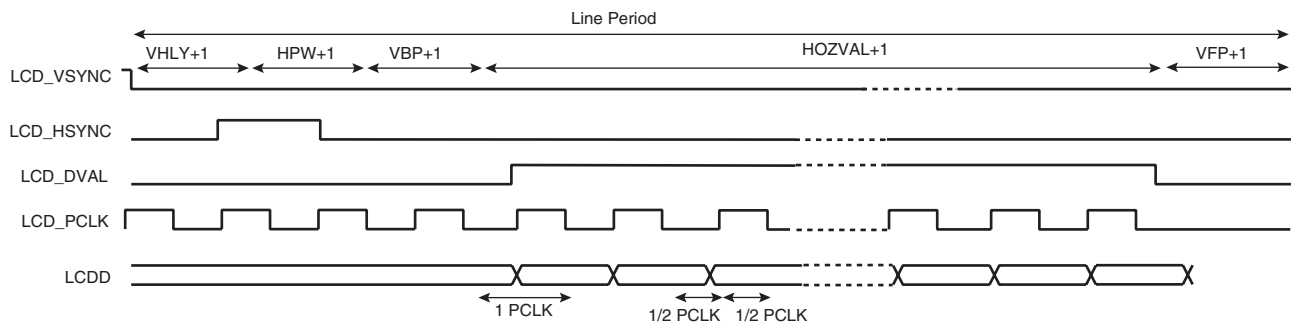 Line Period
VHLY+1 HPW+1 VBP+1 HOZVAL+1 VFP+1
LCD_VSYNC
LCD_HSYNC
LCD_DVAL
LCD_PCLK
LCDD
1 PCLK 1/2 PCLK 1/2 PCLK